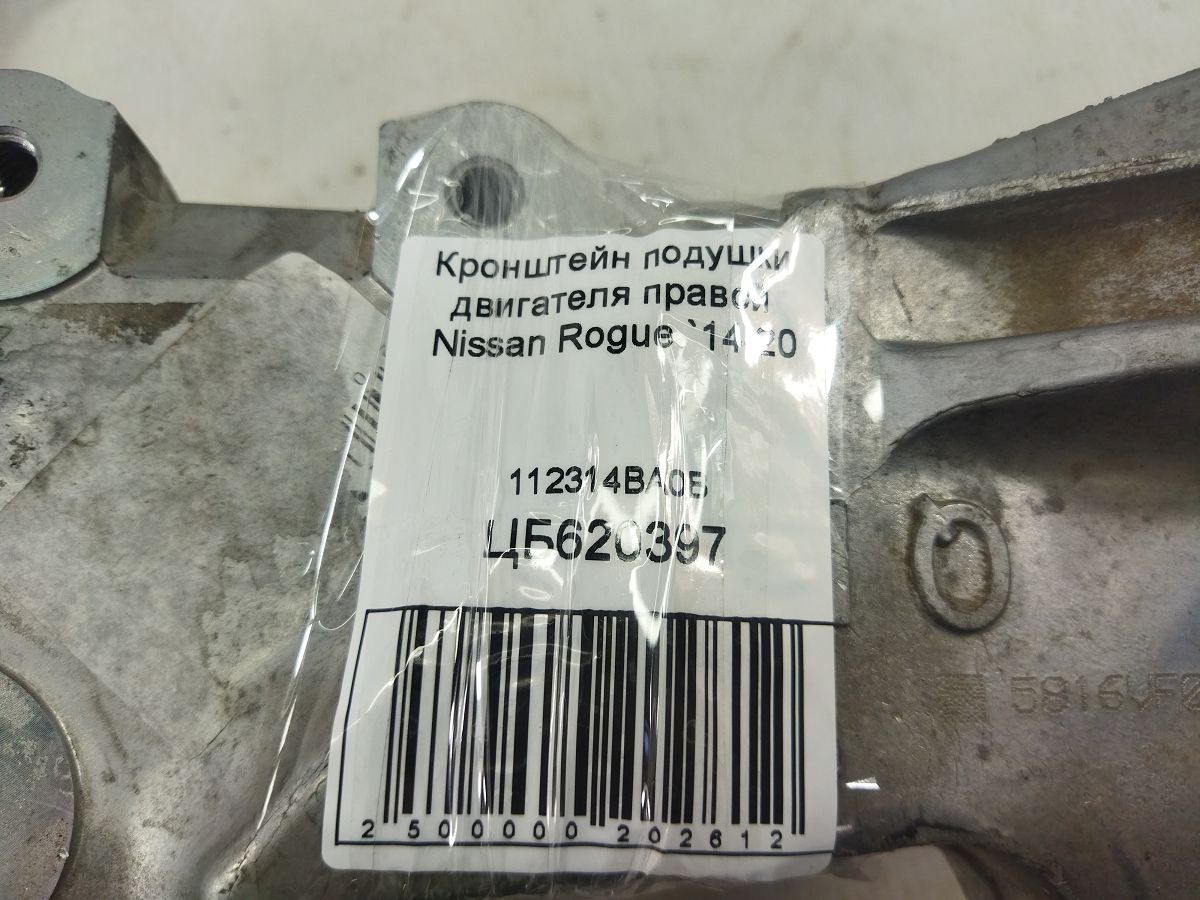 Кронштейн подушки
двигателя правой
Nissan Rogue `14-20
112314BA0B
ЦБ620397
2 500000 202612